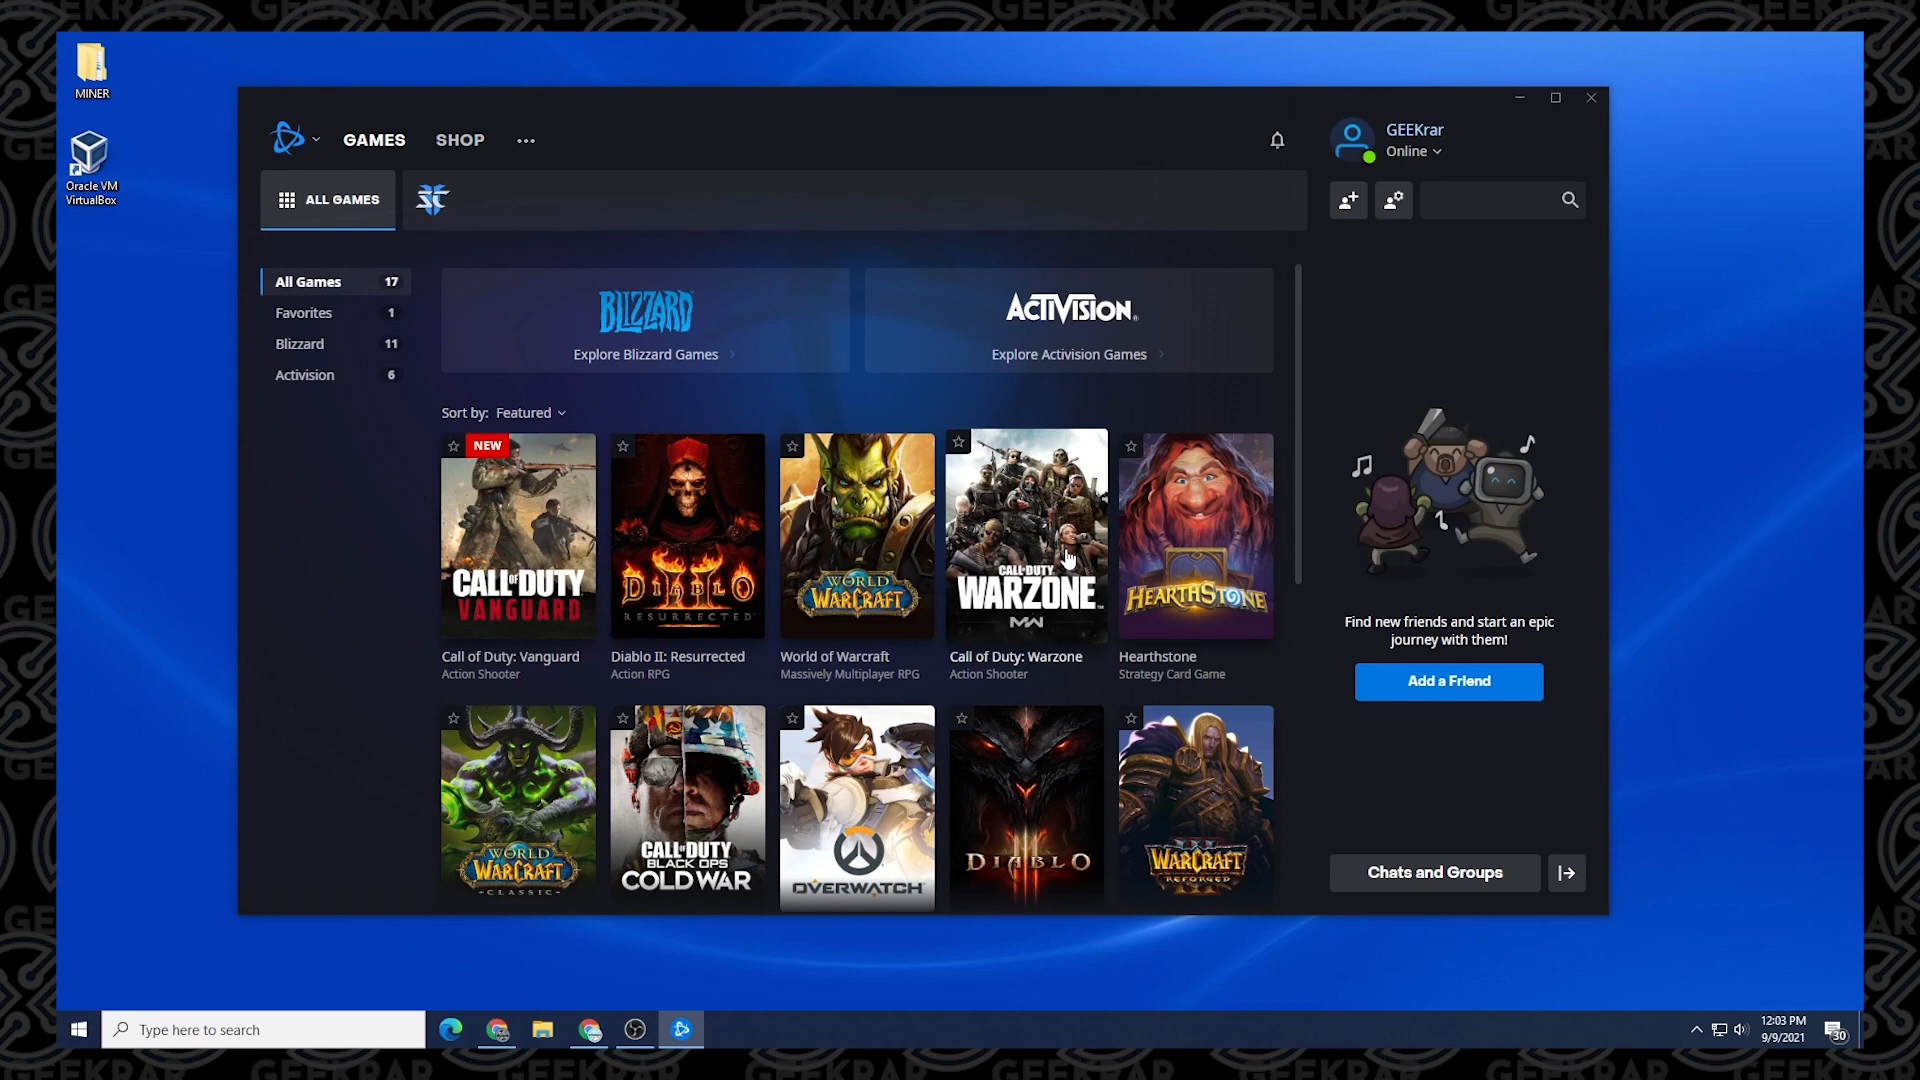 MINER
Oracle VM
VirtualBox
GAMES
SHOP
GEEKrar
Online
ALL GAMES
All Games 17
Favorites 1
Blizzard 11
Activision 6
BLIZZARD
Explore Blizzard Games
ACTIVISION
Explore Activision Games
Sort by: Featured
NEW
CALL OF DUTY
VANGUARD
DIABLO II
RESURRECTED
WORLD
WARCRAFT
CALL OF DUTY
WARZONE
MW
HEARTHSTONE
Call of Duty: Vanguard
Action Shooter
Diablo II: Resurrected
Action RPG
World of Warcraft
Massively Multiplayer RPG
Call of Duty: Warzone
Action Shooter
Hearthstone
Strategy Card Game
WORLD
WARCRAFT
CLASSIC
CALL OF DUTY
BLACK OPS
COLD WAR
OVERWATCH
DIABLO
WARCRAFT
REFORGED
III
Find new friends and start an epic
journey with them!
Add a Friend
Chats and Groups
Type here to search
12:03 PM
9/9/2021
30
GEEKRAR